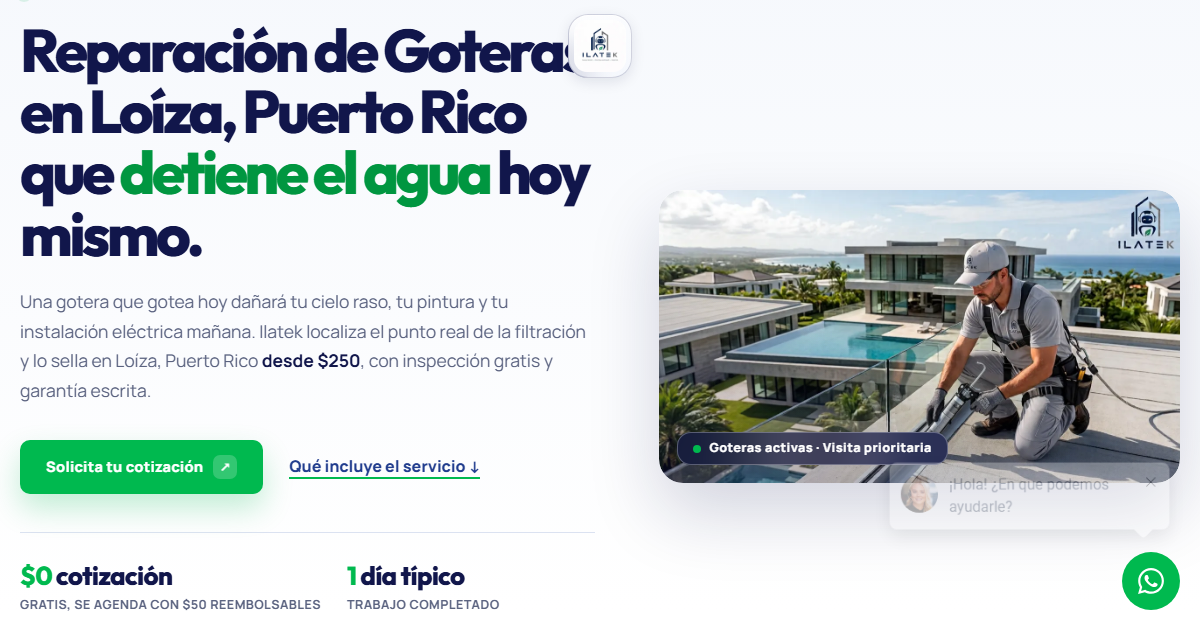 Reparación de Goteras
en Loíza, Puerto Rico
que detiene el agua hoy
mismo.
ILATEK
Una gotera que gotea hoy dañará tu cielo raso, tu pintura y tu
instalación eléctrica mañana. Ilatek localiza el punto real de la filtración
y lo sella en Loíza, Puerto Rico desde $250, con inspección gratis y
garantía escrita.
Solicita tu cotización ↗
Qué incluye el servicio ↓
$0 cotización
GRATIS, SE AGENDA CON $50 REEMBOLSABLES
1 día típico
TRABAJO COMPLETADO
ILATEK
Goteras activas · Visita prioritaria
¡Hola! ¿En qué podemos
ayudarle?